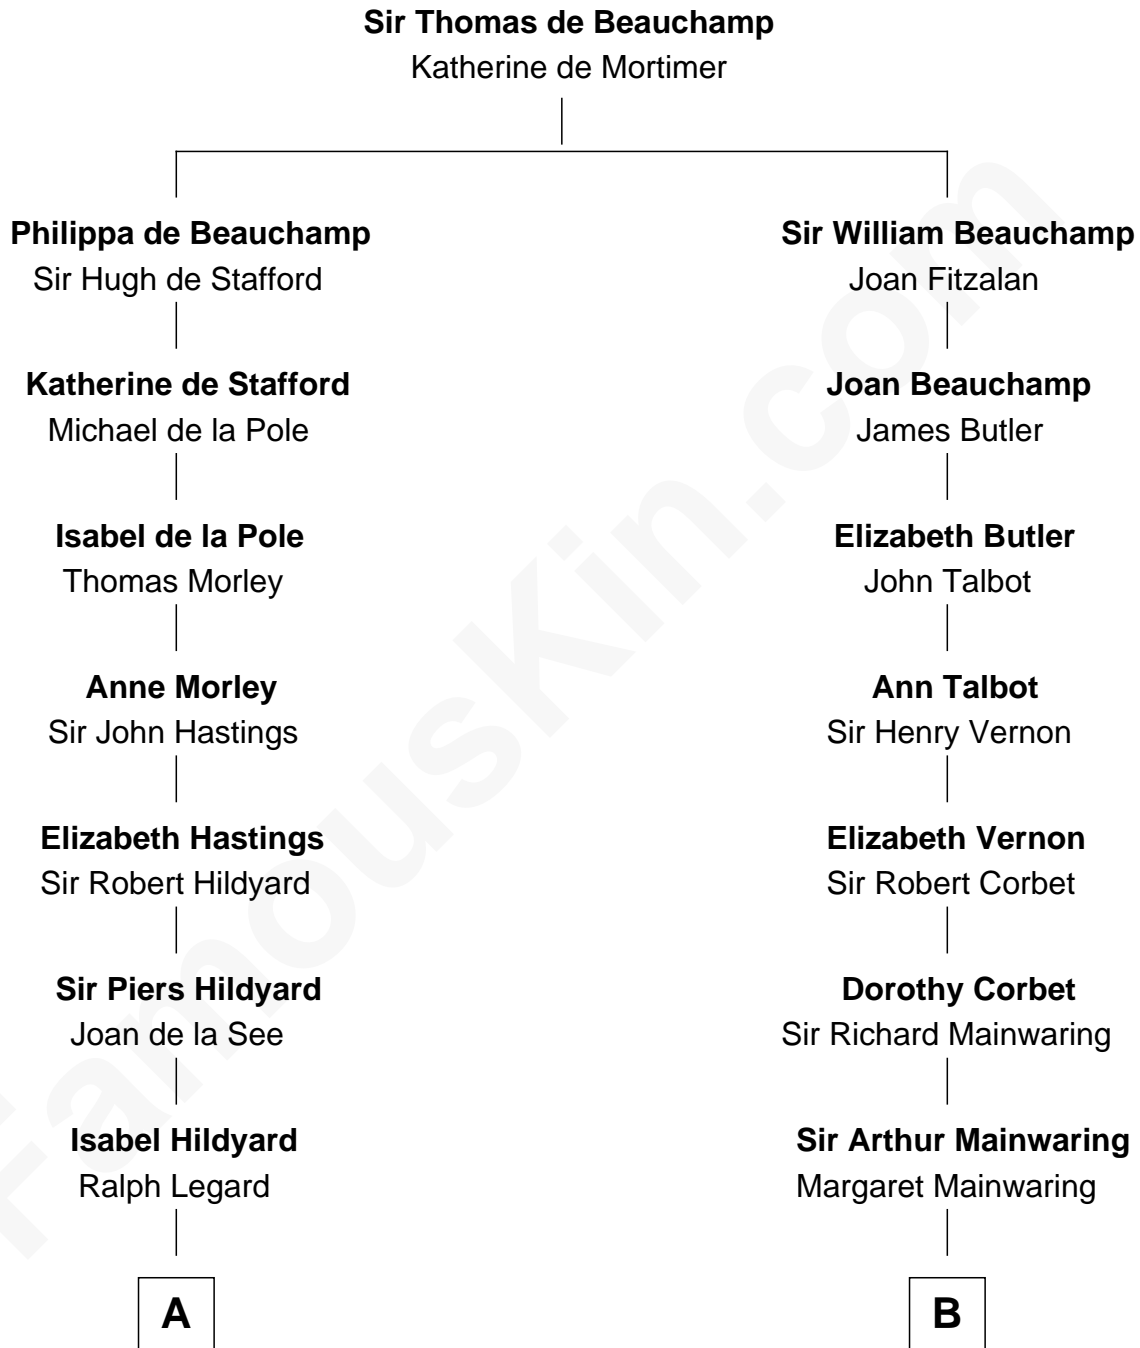 Sir Thomas de Beauchamp
Katherine de Mortimer
Philippa de Beauchamp
Sir Hugh de Stafford
Sir William Beauchamp
Joan Fitzalan
Katherine de Stafford
Michael de la Pole
Joan Beauchamp
James Butler
Isabel de la Pole
Thomas Morley
Elizabeth Butler
John Talbot
Anne Morley
Sir John Hastings
Ann Talbot
Sir Henry Vernon
Elizabeth Hastings
Sir Robert Hildyard
Elizabeth Vernon
Sir Robert Corbet
Sir Piers Hildyard
Joan de la See
Dorothy Corbet
Sir Richard Mainwaring
Isabel Hildyard
Ralph Legard
Sir Arthur Mainwaring
Margaret Mainwaring
A
B
FamousKin.com